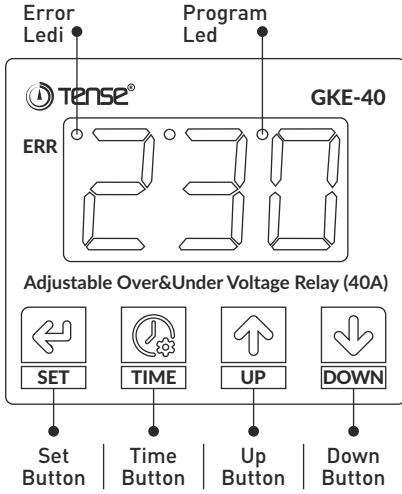 Error Program
Ledi Led
TENSE® GKE-40
ERR
230
Adjustable Over&Under Voltage Relay (40A)
SET TIME UP DOWN
Set Time Up Down
Button Button Button Button